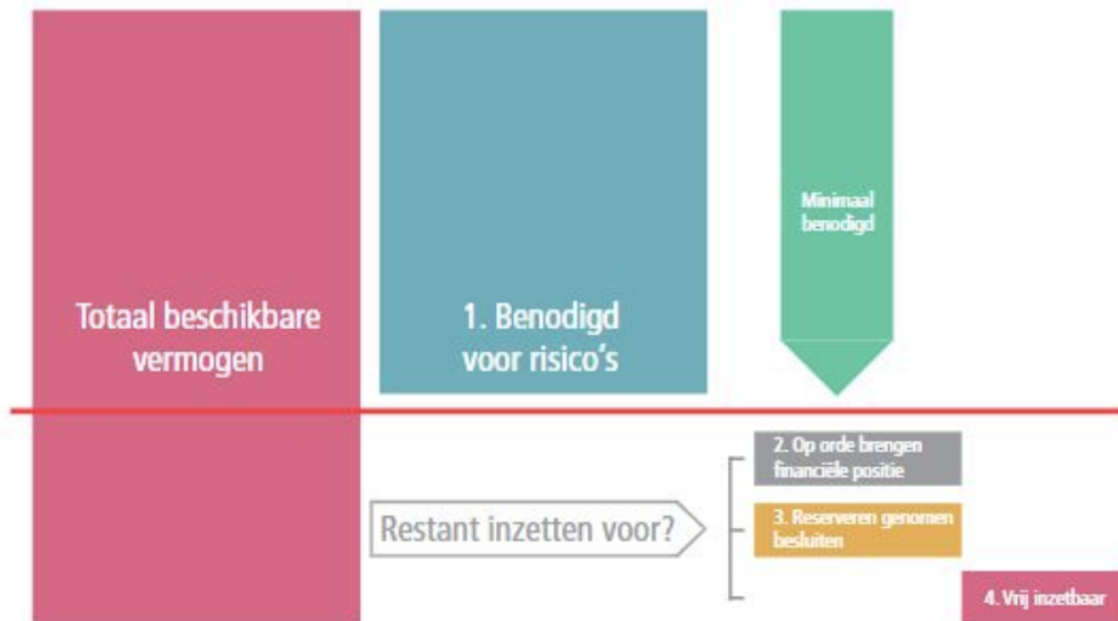 Totaal beschikbare
vermogen
1. Benodigd
voor risico's
Minimaal
benodigd
Restant inzetten voor?
2. Op orde brengen
financiële positie
3. Reserveren genomen
besluiten
4. Vrij inzetbaar